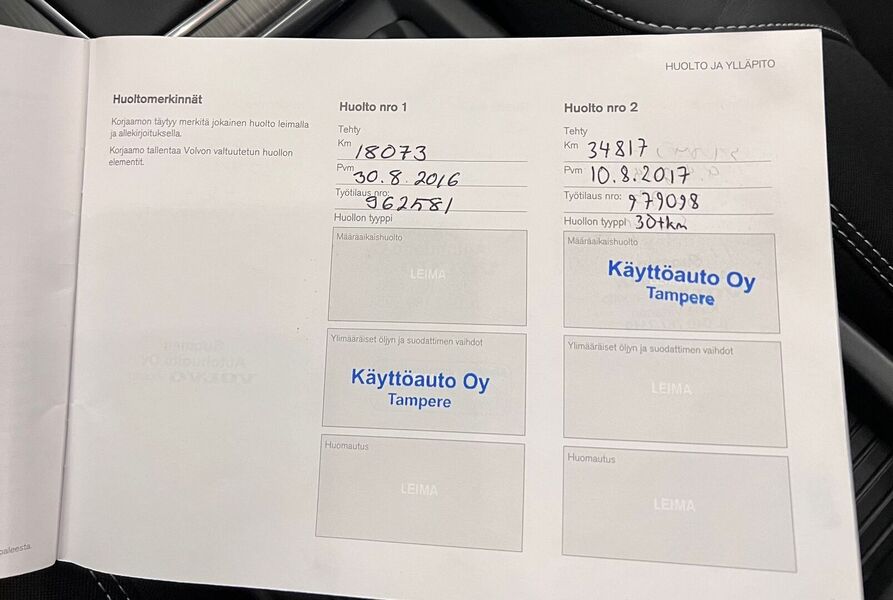 HUOLTO JA YLLÄPITO
Huoltomerkinnät
Korjaamon täytyy merkitä jokainen huolto leimalla
ja allekirjoituksella.
Korjaamo tallentaa Volvon valtuutetun huollon
elementit.
Huolto nro 1
Tehty
Km 18073
Pvm 30.8.2016
Työtilaus nro: 962581
Huollon tyyppi
Määräaikaishuolto
LEIMA
Ylimääräiset öljyn ja suodattimen vaihdot
Käyttöauto Oy
Tampere
Huomautus
LEIMA
Huolto nro 2
Tehty
Km 34817
Pvm 10.8.2017
Työtilaus nro: 979098
Huollon tyyppi 30tkm
Määräaikaishuolto
Käyttöauto Oy
Tampere
Ylimääräiset öljyn ja suodattimen vaihdot
LEIMA
Huomautus
LEIMA